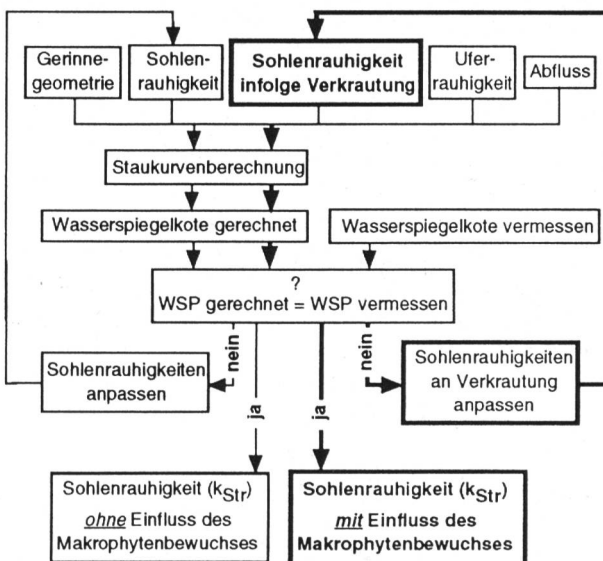 Gerinne-
geometrie
Sohlen-
rauhigkeit
Sohlenrauhigkeit
infolge Verkrautung
Ufer-
rauhigkeit
Abfluss
Staukurvenberechnung
Wasserspiegelkote gerechnet
Wasserspiegelkote vermessen
?
WSP gerechnet = WSP vermessen
nein
nein
Sohlenrauhigkeiten
anpassen
ja
ja
Sohlenrauhigkeiten
an Verkrautung
anpassen
Sohlenrauhigkeit (kStr)
ohne Einfluss des
Makrophytenbewuchses
Sohlenrauhigkeit (kStr)
mit Einfluss des
Makrophytenbewuchses